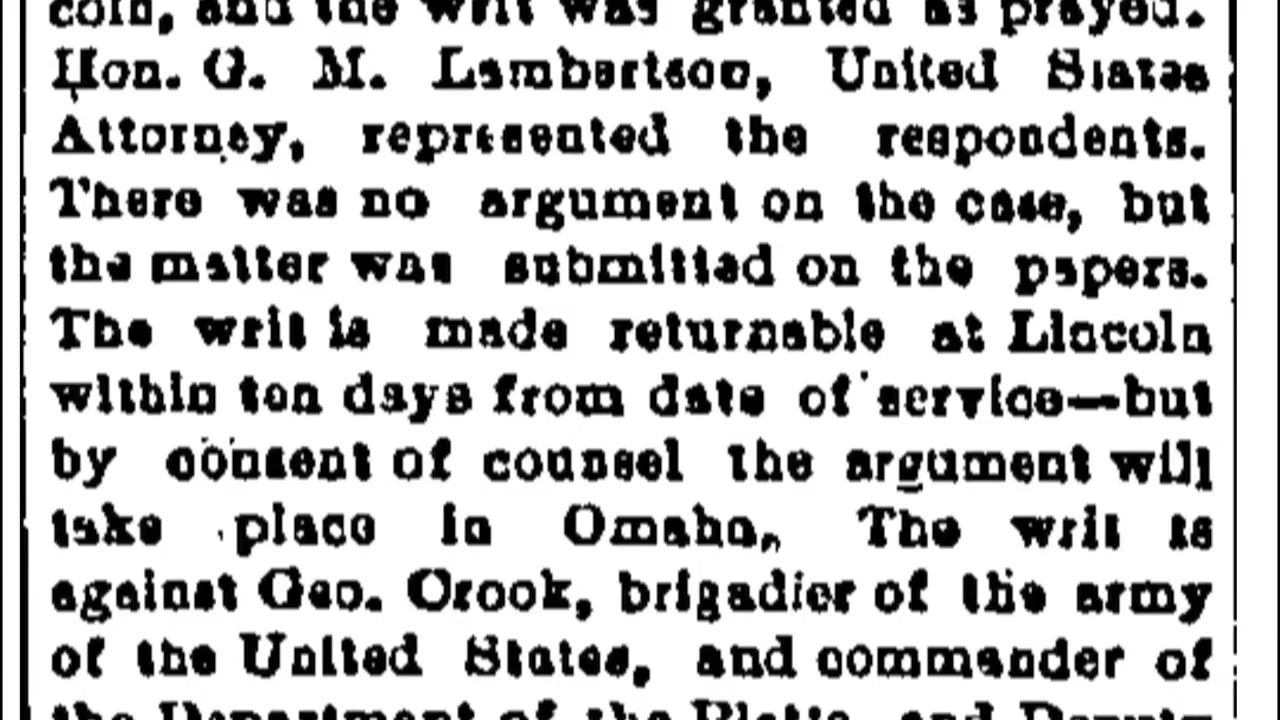 coln, and the writ was granted as prayed.
Hon. G. M. Lambertson, United States
Attorney, represented the respondents.
There was no argument on the case, but
the matter was submitted on the papers.
The writ is made returnable at Lincoln
within ten days from date of service—but
by consent of counsel the argument will
take place in Omaha. The writ is
against Geo. Crook, brigadier of the army
of the United States, and commander of
the Department of the Platte, and Deputy